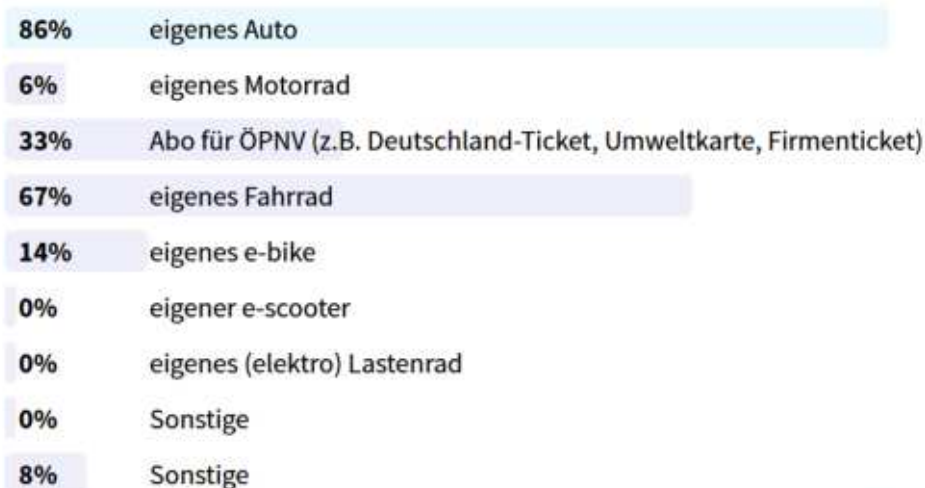 86% eigenes Auto
6% eigenes Motorrad
33% Abo für ÖPNV (z.B. Deutschland-Ticket, Umweltkarte, Firmenticket)
67% eigenes Fahrrad
14% eigenes e-bike
0% eigener e-scooter
0% eigenes (elektro) Lastenrad
0% Sonstige
8% Sonstige